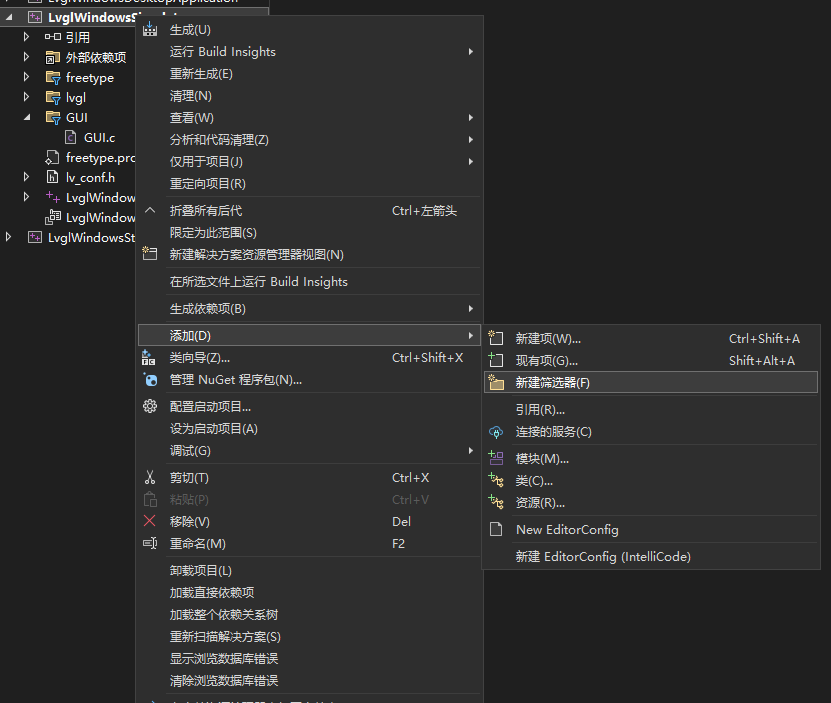 LvglWindowsDesktopApplication
LvglWindowsSimulator
引用
外部依赖项
freetype
lvgl
GUI
GUI.c
freetype.pro
lv_conf.h
LvglWindow
LvglWindow
LvglWindowsSt
生成(U)
运行 Build Insights
重新生成(E)
清理(N)
查看(W)
分析和代码清理(Z)
仅用于项目(J)
重定向项目(R)
折叠所有后代 Ctrl+左箭头
限定为此范围(S)
新建解决方案资源管理器视图(N)
在所选文件上运行 Build Insights
生成依赖项(B)
添加(D)
类向导(Z)... Ctrl+Shift+X
管理 NuGet 程序包(N)...
配置启动项目...
设为启动项目(A)
调试(G)
剪切(T) Ctrl+X
粘贴(P) Ctrl+V
移除(V) Del
重命名(M) F2
卸载项目(L)
加载直接依赖项
加载整个依赖关系树
重新扫描解决方案(S)
显示浏览数据库错误
清除浏览数据库错误
新建项(W)... Ctrl+Shift+A
现有项(G)... Shift+Alt+A
新建筛选器(F)
引用(R)...
连接的服务(C)
模块(M)...
类(C)...
资源(R)...
New EditorConfig
新建 EditorConfig (IntelliCode)